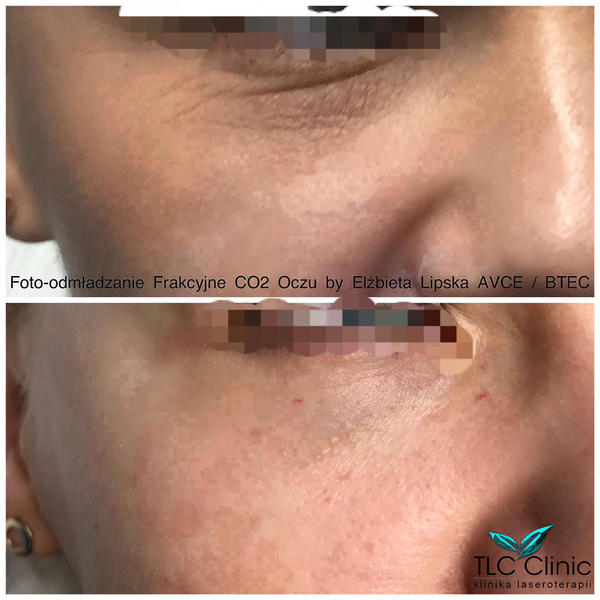 Foto-odmładzanie Frakcyjne CO2 Oczu by Elżbieta Lipska AVCE / BTEC
TLC Clinic
klinika laseroterapii